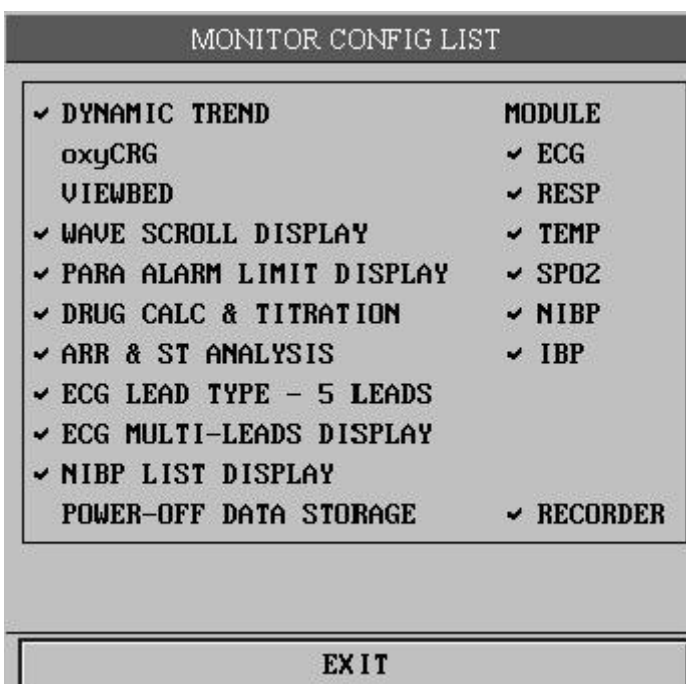 MONITOR CONFIG LIST
✓ DYNAMIC TREND MODULE
oxyCRG ✓ ECG
VIEWBED ✓ RESP
✓ WAVE SCROLL DISPLAY ✓ TEMP
✓ PARA ALARM LIMIT DISPLAY ✓ SPO2
✓ DRUG CALC & TITRATION ✓ NIBP
✓ ARR & ST ANALYSIS ✓ IBP
✓ ECG LEAD TYPE - 5 LEADS
✓ ECG MULTI-LEADS DISPLAY
✓ NIBP LIST DISPLAY
POWER-OFF DATA STORAGE ✓ RECORDER
EXIT